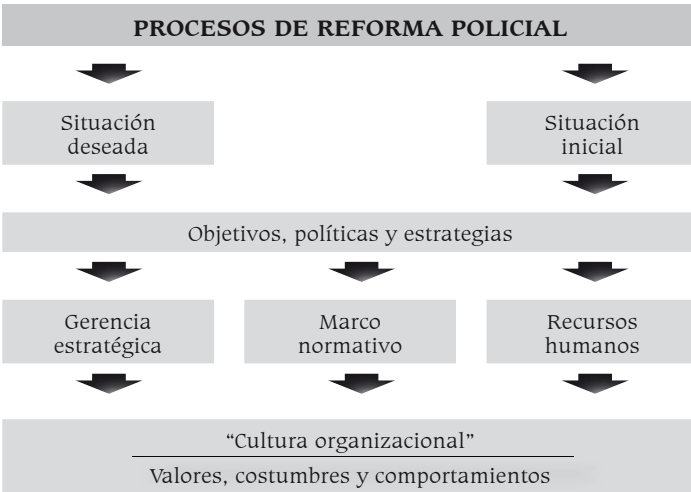 PROCESOS DE REFORMA POLICIAL
Situación
deseada
Situación
inicial
Objetivos, políticas y estrategias
Gerencia
estratégica
Marco
normativo
Recursos
humanos
“Cultura organizacional”
Valores, costumbres y comportamientos